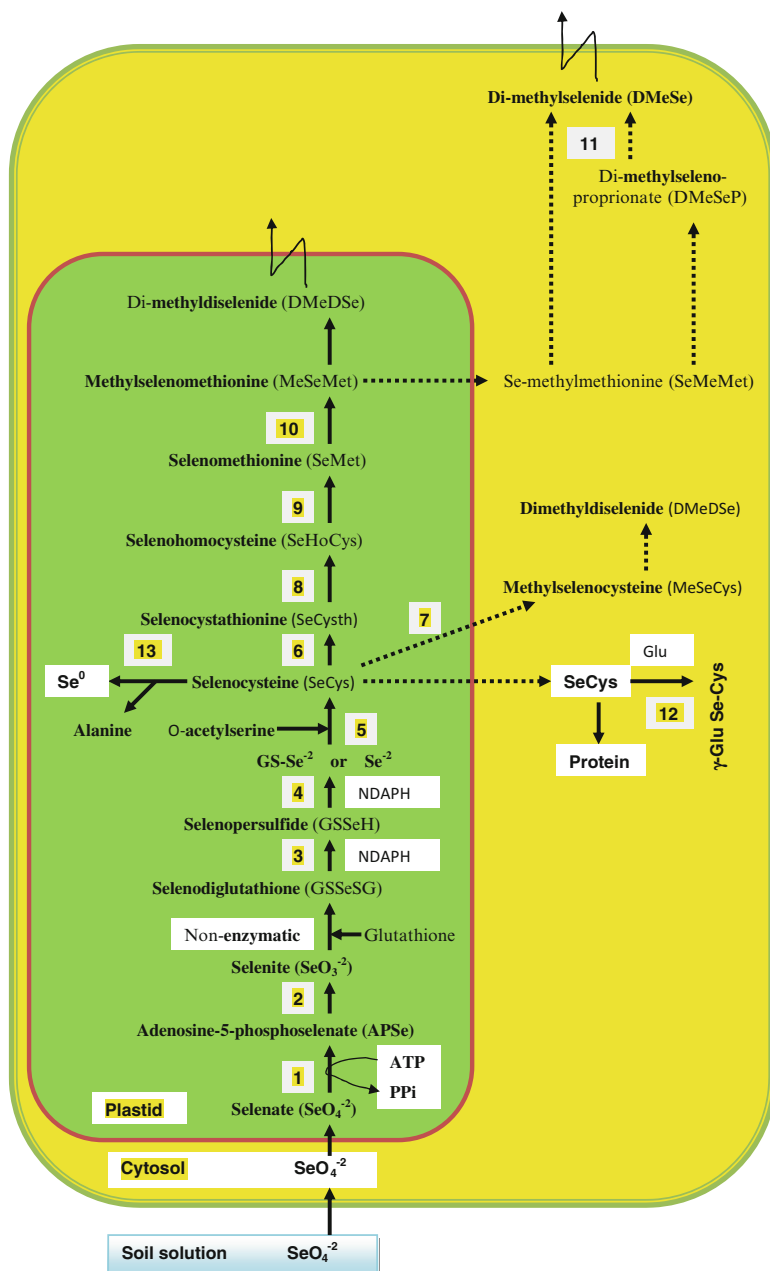 Di-methylselenide (DMeSe)
11
Di-methylseleno-
proprionate (DMeSeP)
Di-methyldiselenide (DMeDSe)
Methylselenomethionine (MeSeMet)
Se-methylmethionine (SeMeMet)
10
Selenomethionine (SeMet)
9
Dimethyldiselenide (DMeDSe)
Selenohomocysteine (SeHoCys)
8
Methylselenocysteine (MeSeCys)
Selenocystathionine (SeCysth)
7
13
6
Glu
Se⁰
Selenocysteine (SeCys)
SeCys
12
γ-Glu Se-Cys
Alanine
O-acetylserine
5
Protein
GS-Se⁻² or Se⁻²
4
NDAPH
Selenopersulfide (GSSeH)
3
NDAPH
Selenodiglutathione (GSSeSG)
Non-enzymatic
Glutathione
Selenite (SeO₃⁻²)
2
Adenosine-5-phosphoselenate (APSe)
ATP
1
PPi
Plastid
Selenate (SeO₄⁻²)
Cytosol SeO₄⁻²
Soil solution SeO₄⁻²